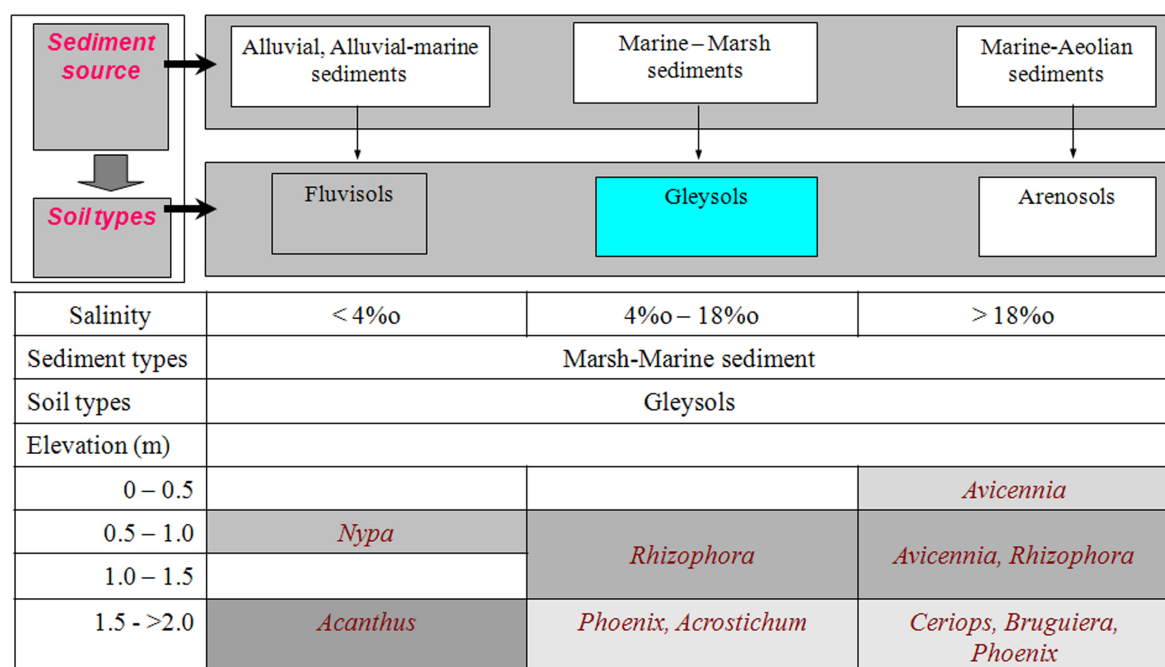 Sediment
source
Alluvial, Alluvial-marine
sediments
Marine – Marsh
sediments
Marine-Aeolian
sediments
Soil types
Fluvisols
Gleysols
Arenosols
Salinity < 4%o 4%o – 18%o > 18%o
Sediment types Marsh-Marine sediment
Soil types Gleysols
Elevation (m)
0 – 0.5 Avicennia
0.5 – 1.0 Nypa
Rhizophora Avicennia, Rhizophora
1.0 – 1.5
1.5 - >2.0 Acanthus Phoenix, Acrostichum Ceriops, Bruguiera,
Phoenix